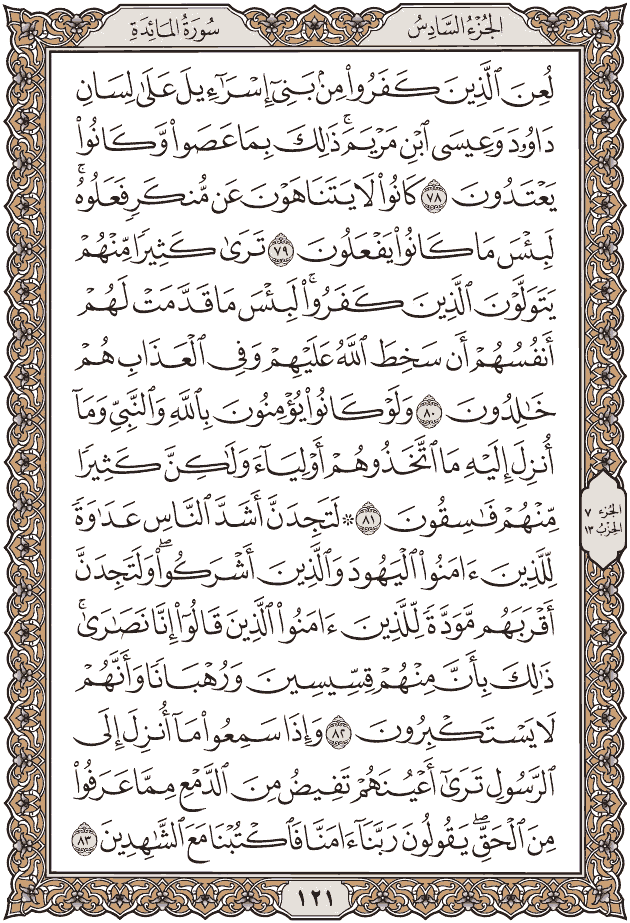 سُورَةُ المَائِدَةِ
الجُزْءُ السَّادِسُ
لُعِنَ ٱلَّذِينَ كَفَرُواْ مِنۢ بَنِيٓ إِسْرَٰٓءِيلَ عَلَىٰ لِسَانِ
دَاوُۥدَ وَعِيسَى ٱبْنِ مَرْيَمَۚ ذَٰلِكَ بِمَا عَصَواْ وَّكَانُواْ
يَعْتَدُونَ ٧٨ كَانُواْ لَا يَتَنَاهَوْنَ عَن مُّنكَرٖ فَعَلُوهُۚ
لَبِئْسَ مَا كَانُواْ يَفْعَلُونَ ٧٩ تَرَىٰ كَثِيرٗا مِّنْهُمْ
يَتَوَلَّوْنَ ٱلَّذِينَ كَفَرُواْۚ لَبِئْسَ مَا قَدَّمَتْ لَهُمْ
أَنفُسُهُمْ أَن سَخِطَ ٱللَّهُ عَلَيْهِمْ وَفِي ٱلْعَذَابِ هُمْ
خَٰلِدُونَ ٨٠ وَلَوْ كَانُواْ يُؤْمِنُونَ بِٱللَّهِ وَٱلنَّبِيِّ وَمَآ
أُنزِلَ إِلَيْهِ مَا ٱتَّخَذُوهُمْ أَوْلِيَآءَ وَلَٰكِنَّ كَثِيرٗا
مِّنْهُمْ فَٰسِقُونَ ٨١ ۞ لَتَجِدَنَّ أَشَدَّ ٱلنَّاسِ عَدَٰوَةٗ
لِّلَّذِينَ ءَامَنُواْ ٱلْيَهُودَ وَٱلَّذِينَ أَشْرَكُواْۖ وَلَتَجِدَنَّ
أَقْرَبَهُم مَّوَدَّةٗ لِّلَّذِينَ ءَامَنُواْ ٱلَّذِينَ قَالُوٓاْ إِنَّا نَصَٰرَىٰۚ
ذَٰلِكَ بِأَنَّ مِنْهُمْ قِسِّيسِينَ وَرُهْبَانٗا وَأَنَّهُمْ
لَا يَسْتَكْبِرُونَ ٨٢ وَإِذَا سَمِعُواْ مَآ أُنزِلَ إِلَى
ٱلرَّسُولِ تَرَىٰٓ أَعْيُنَهُمْ تَفِيضُ مِنَ ٱلدَّمْعِ مِمَّا عَرَفُواْ
مِنَ ٱلْحَقِّۖ يَقُولُونَ رَبَّنَآ ءَامَنَّا فَٱكْتُبْنَا مَعَ ٱلشَّٰهِدِينَ ٨٣
الجزء ٧
الحزب ١٣
١٢١